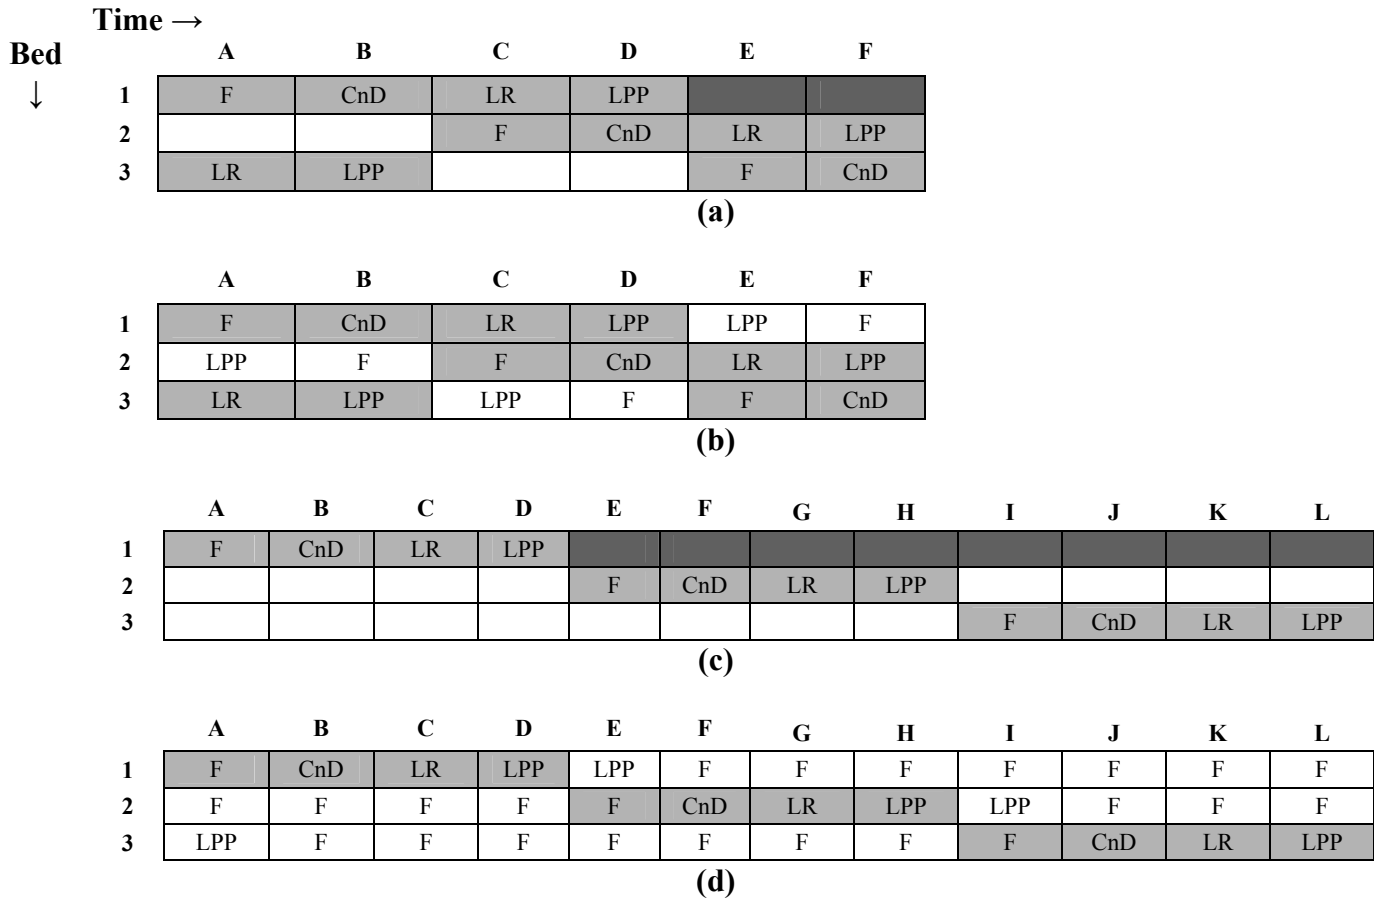 Time →
Bed
↓
A B C D E F
1 F CnD LR LPP
2 F CnD LR LPP
3 LR LPP F CnD
(a)
A B C D E F
1 F CnD LR LPP LPP F
2 LPP F F CnD LR LPP
3 LR LPP LPP F F CnD
(b)
A B C D E F G H I J K L
1 F CnD LR LPP
2 F CnD LR LPP
3 F CnD LR LPP
(c)
A B C D E F G H I J K L
1 F CnD LR LPP LPP F F F F F F F
2 F F F F F CnD LR LPP LPP F F F
3 LPP F F F F F F F F CnD LR LPP
(d)